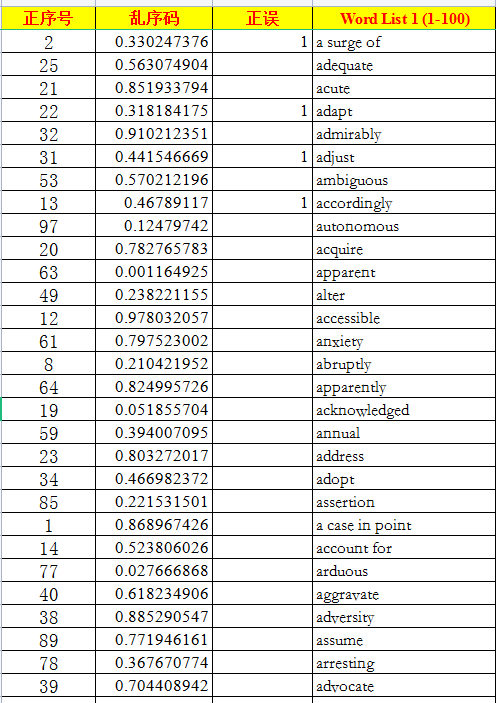 正序号 乱序码 正误 Word List 1 (1-100)
2 0.330247376 1 a surge of
25 0.563074904 adequate
21 0.851933794 acute
22 0.318184175 1 adapt
32 0.910212351 admirably
31 0.441546669 1 adjust
53 0.570212196 ambiguous
13 0.46789117 1 accordingly
97 0.12479742 autonomous
20 0.782765783 acquire
63 0.001164925 apparent
49 0.238221155 alter
12 0.978032057 accessible
61 0.797523002 anxiety
8 0.210421952 abruptly
64 0.824995726 apparently
19 0.051855704 acknowledged
59 0.394007095 annual
23 0.803272017 address
34 0.466982372 adopt
85 0.221531501 assertion
1 0.868967426 a case in point
14 0.523806026 account for
77 0.027666868 arduous
40 0.618234906 aggravate
38 0.885290547 adversity
89 0.771946161 assume
78 0.367670774 arresting
39 0.704408942 advocate